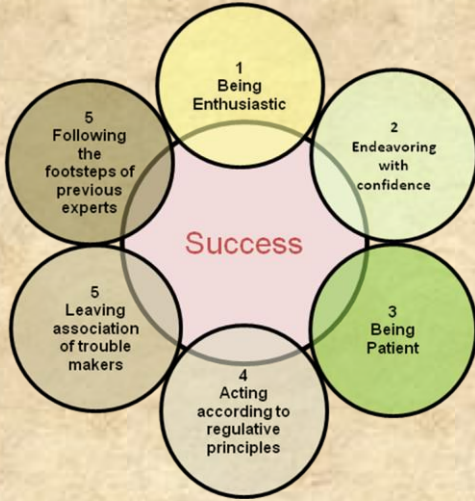 1
Being
Enthusiastic
2
Endeavoring
with
confidence
3
Being
Patient
4
Acting
according to
regulative
principles
5
Leaving
association
of trouble
makers
5
Following
the
footsteps of
previous
experts
Success